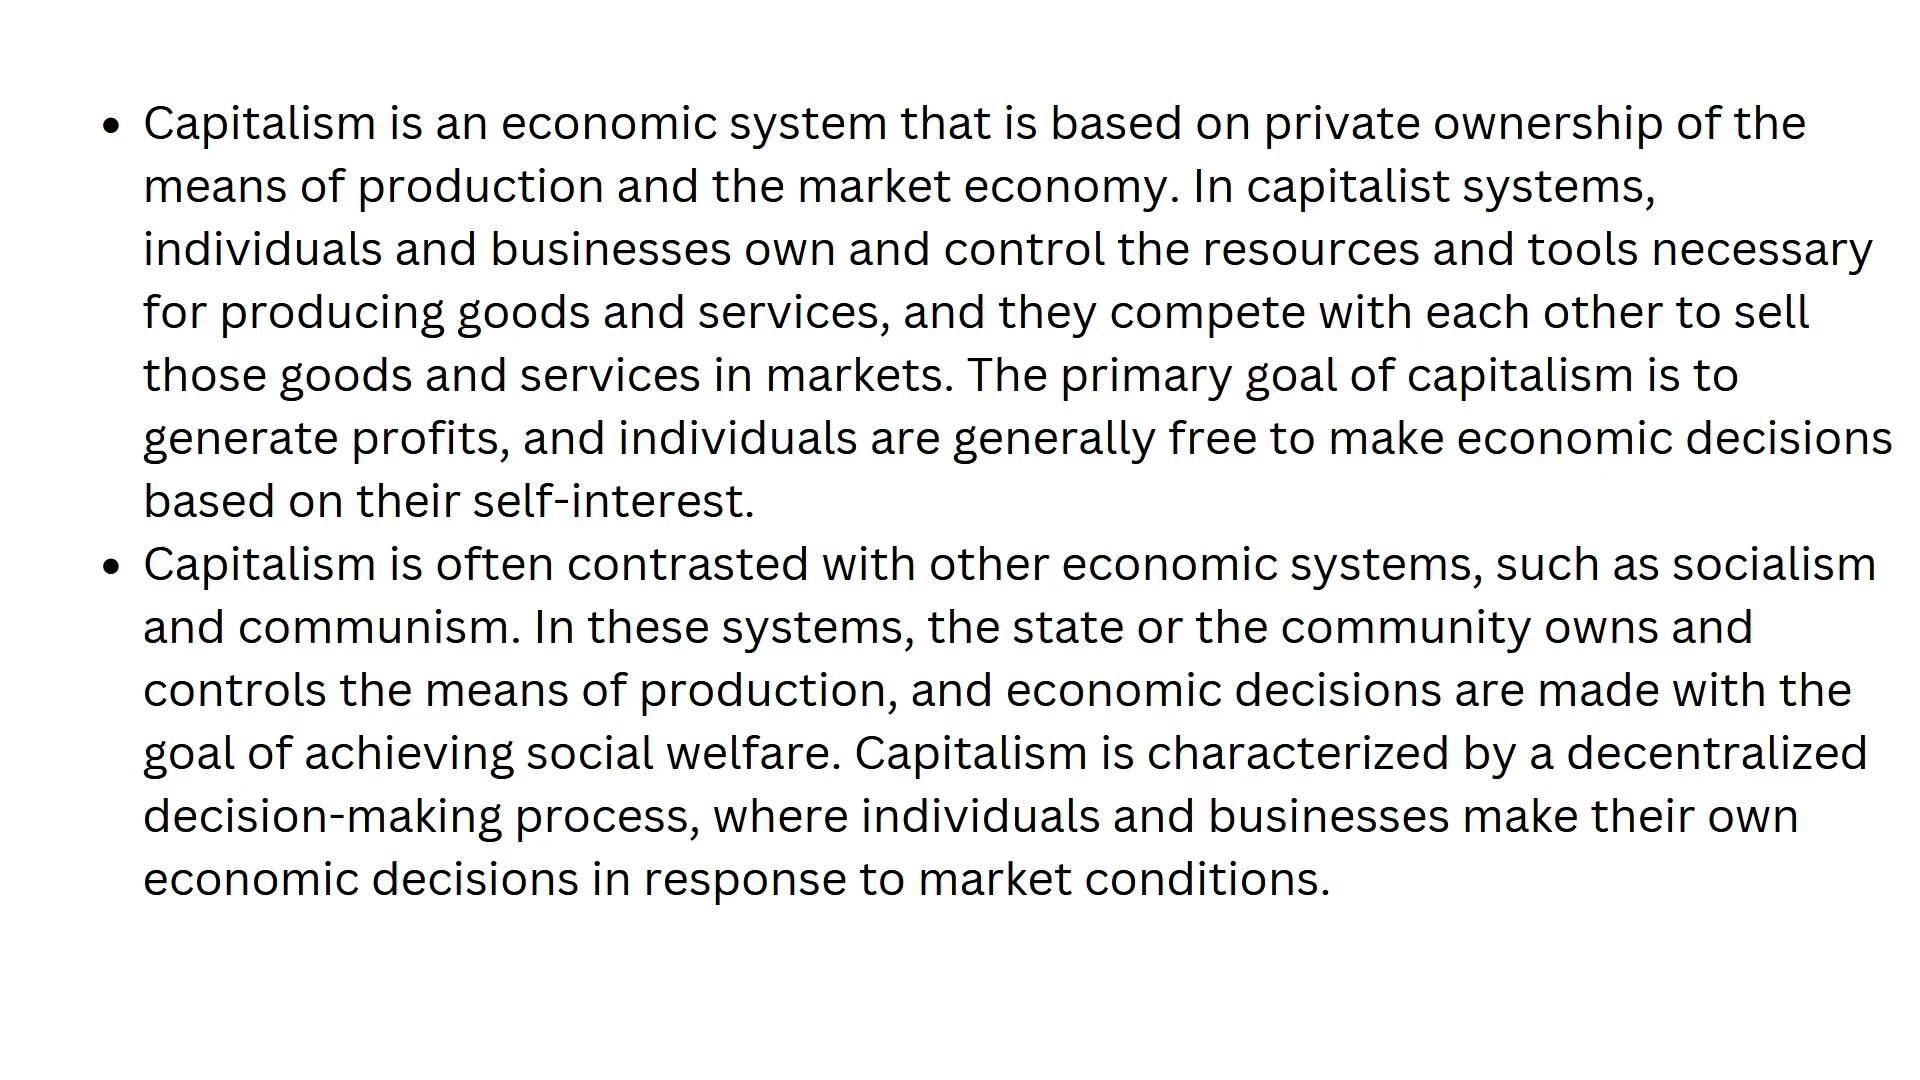 • Capitalism is an economic system that is based on private ownership of the
means of production and the market economy. In capitalist systems,
individuals and businesses own and control the resources and tools necessary
for producing goods and services, and they compete with each other to sell
those goods and services in markets. The primary goal of capitalism is to
generate profits, and individuals are generally free to make economic decisions
based on their self-interest.
• Capitalism is often contrasted with other economic systems, such as socialism
and communism. In these systems, the state or the community owns and
controls the means of production, and economic decisions are made with the
goal of achieving social welfare. Capitalism is characterized by a decentralized
decision-making process, where individuals and businesses make their own
economic decisions in response to market conditions.